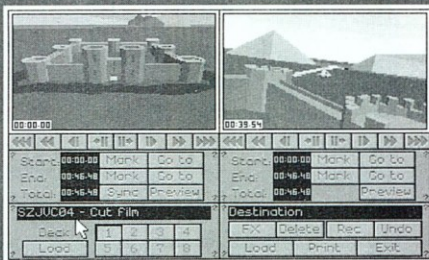 00:00.00
00:39.54
Start: 00:00.00 Mark Go to
End: 00:46.48 Mark Go to
Total: 00:46.48 Sync Preview
Start: 00:00.00 Mark Go to
End: 00:46.48 Mark Go to
Total: 00:46.48 Preview
SZJVC04 - Cut film
Deck 1 2 3 4
Load 5 6 7 8
Destination
FX Delete Rec Undo
Load Print Exit